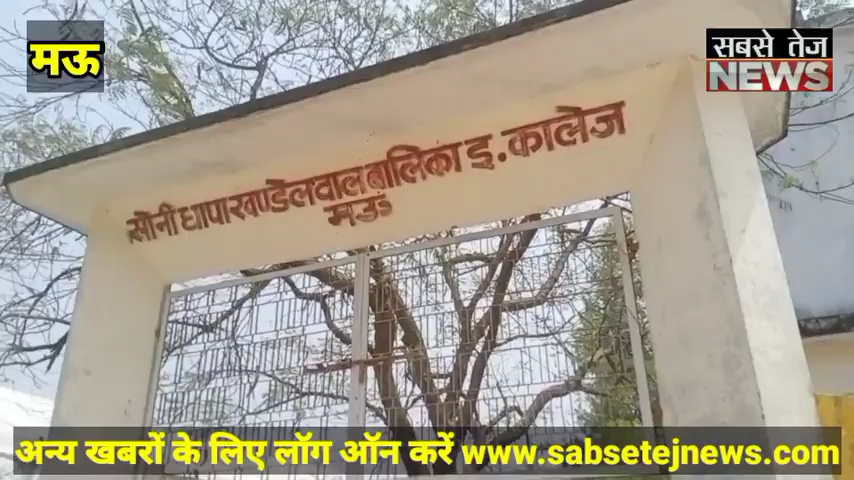 मऊ
सबसे तेज
NEWS
सोनी धापा खण्डेलवाल बालिका इ. कालेज
मऊ
अन्य खबरों के लिए लॉग ऑन करें www.sabsetejnews.com